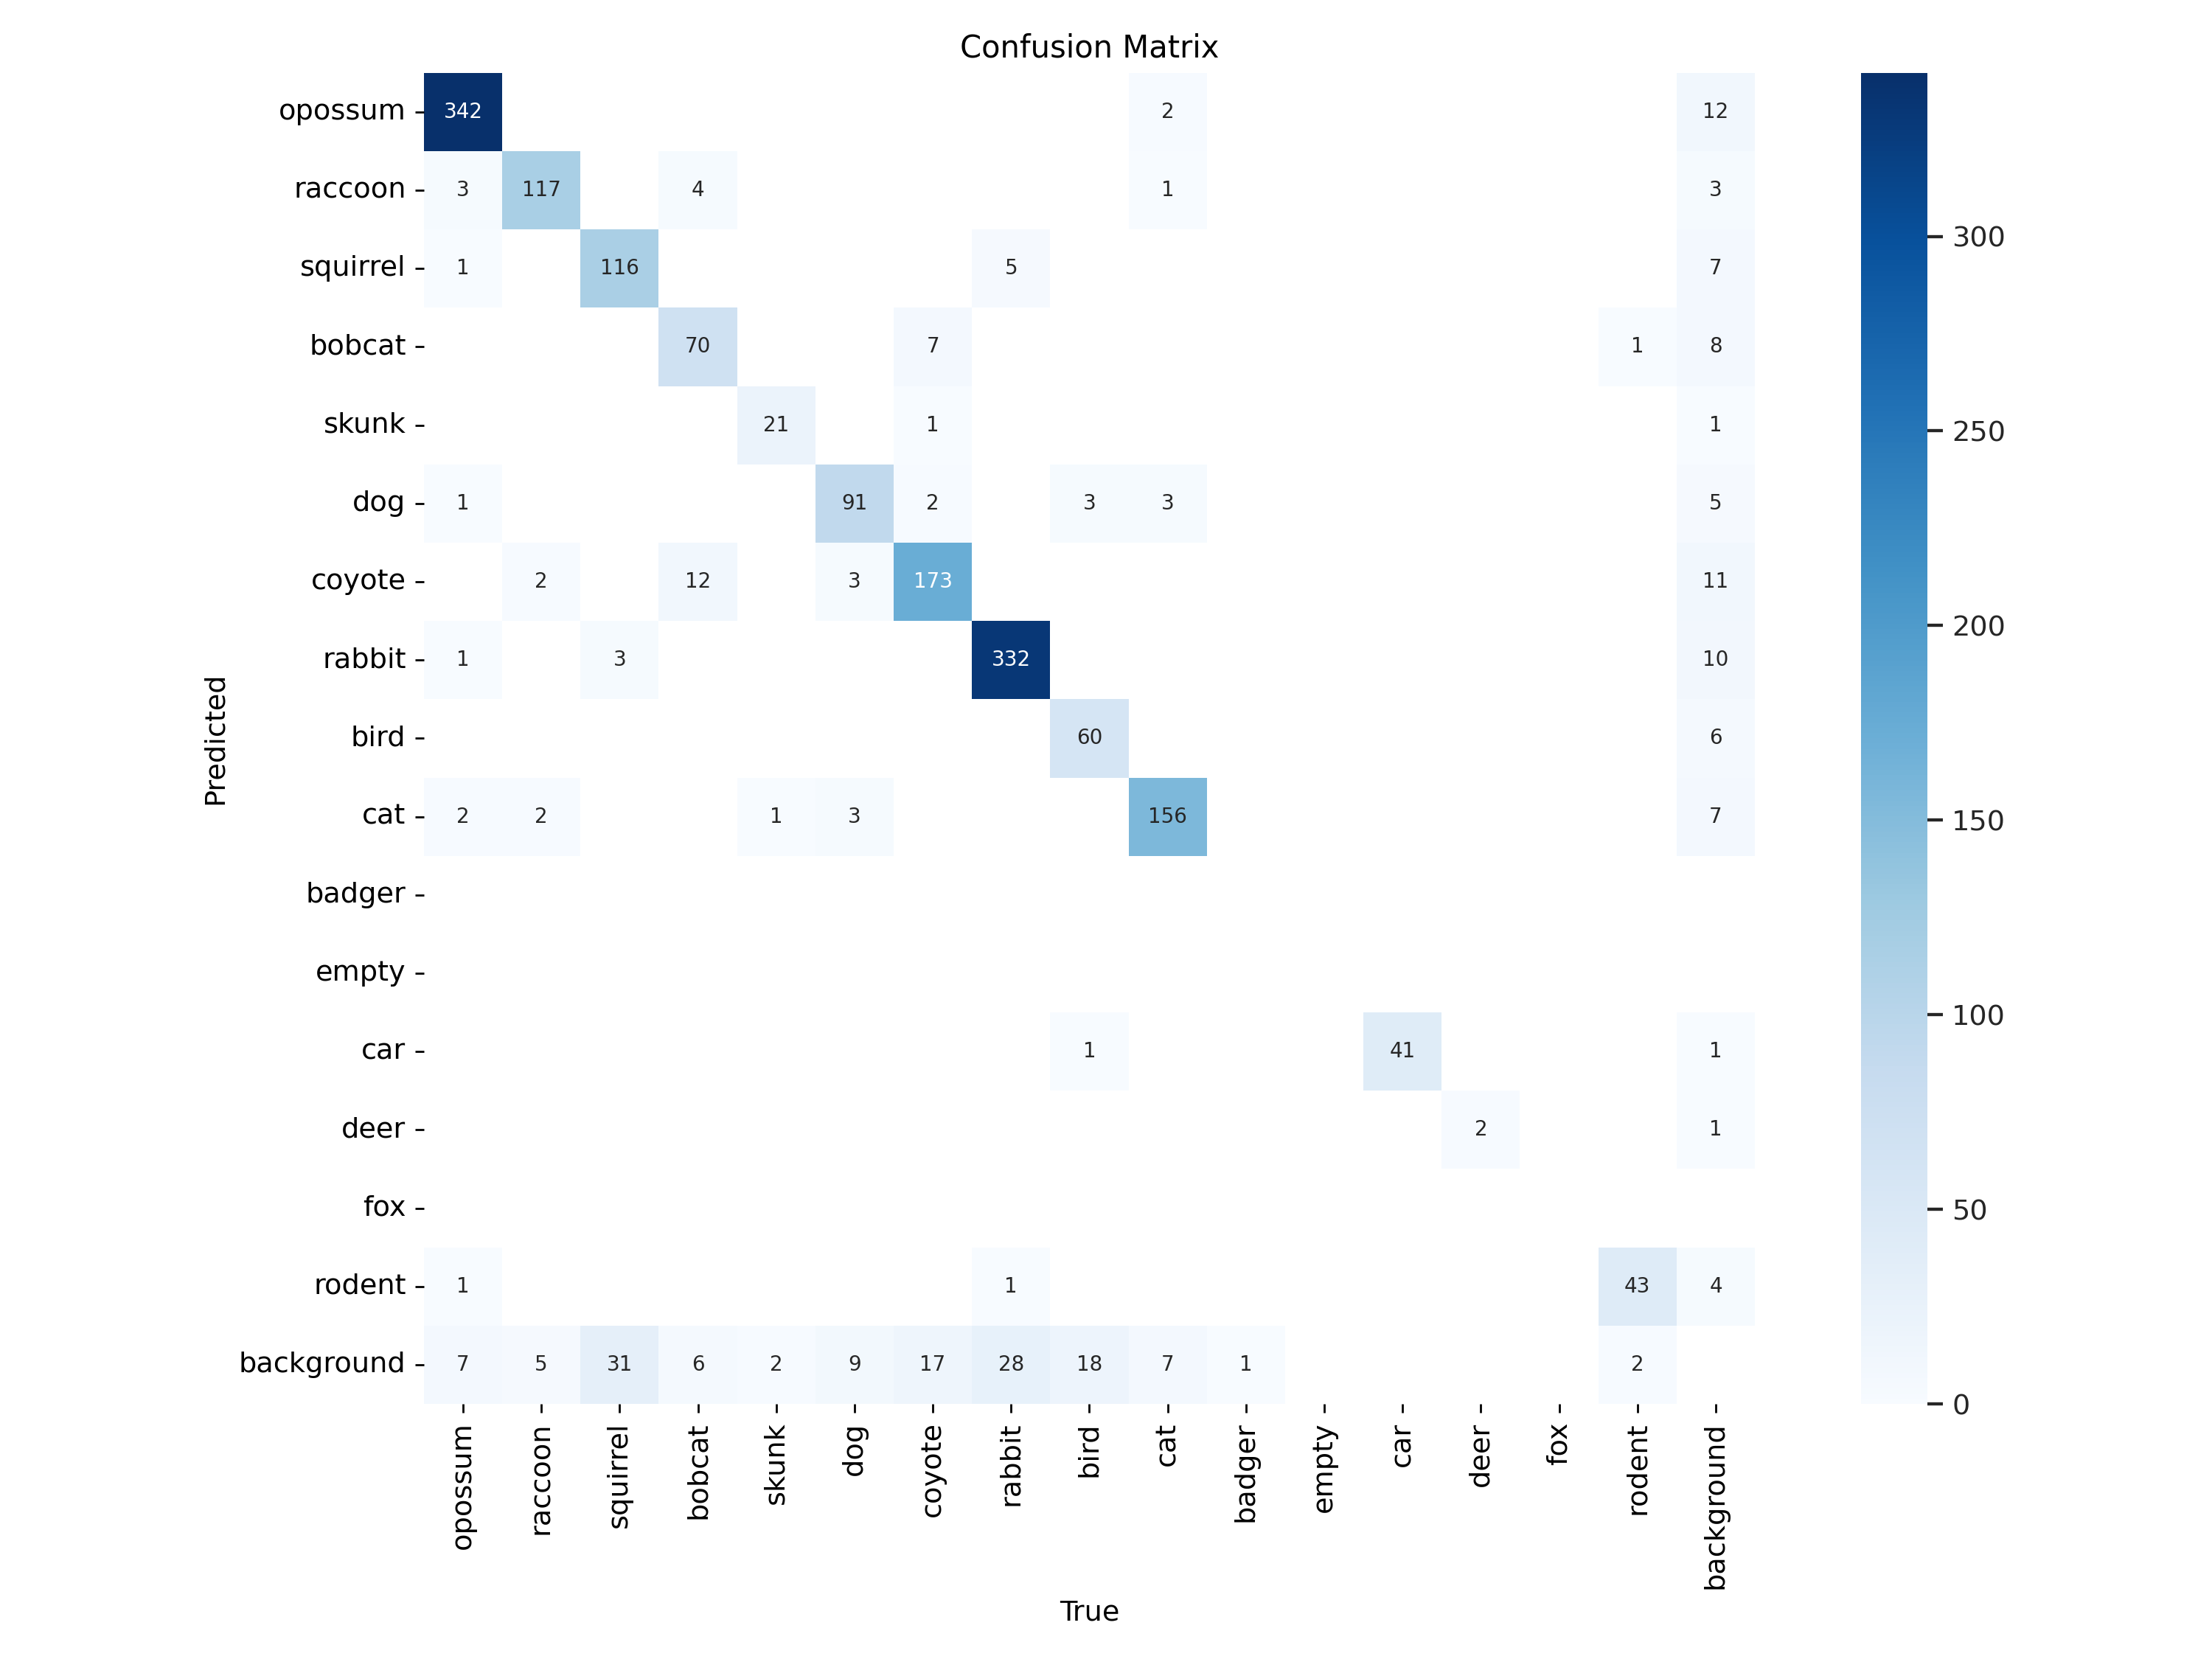 Confusion Matrix
opossum 342 2 12
raccoon 3 117 4 1 3
squirrel 1 116 5 7
bobcat 70 7 1 8
skunk 21 1 1
dog 1 91 2 3 3 5
coyote 2 12 3 173 11
rabbit 1 3 332 10
bird 60 6
cat 2 2 1 3 156 7
badger
empty
car 1 41 1
deer 2 1
fox
rodent 1 1 43 4
background 7 5 31 6 2 9 17 28 18 7 1 2
Predicted
opossum raccoon squirrel bobcat skunk dog coyote rabbit bird cat badger empty car deer fox rodent background
True
300
250
200
150
100
50
0